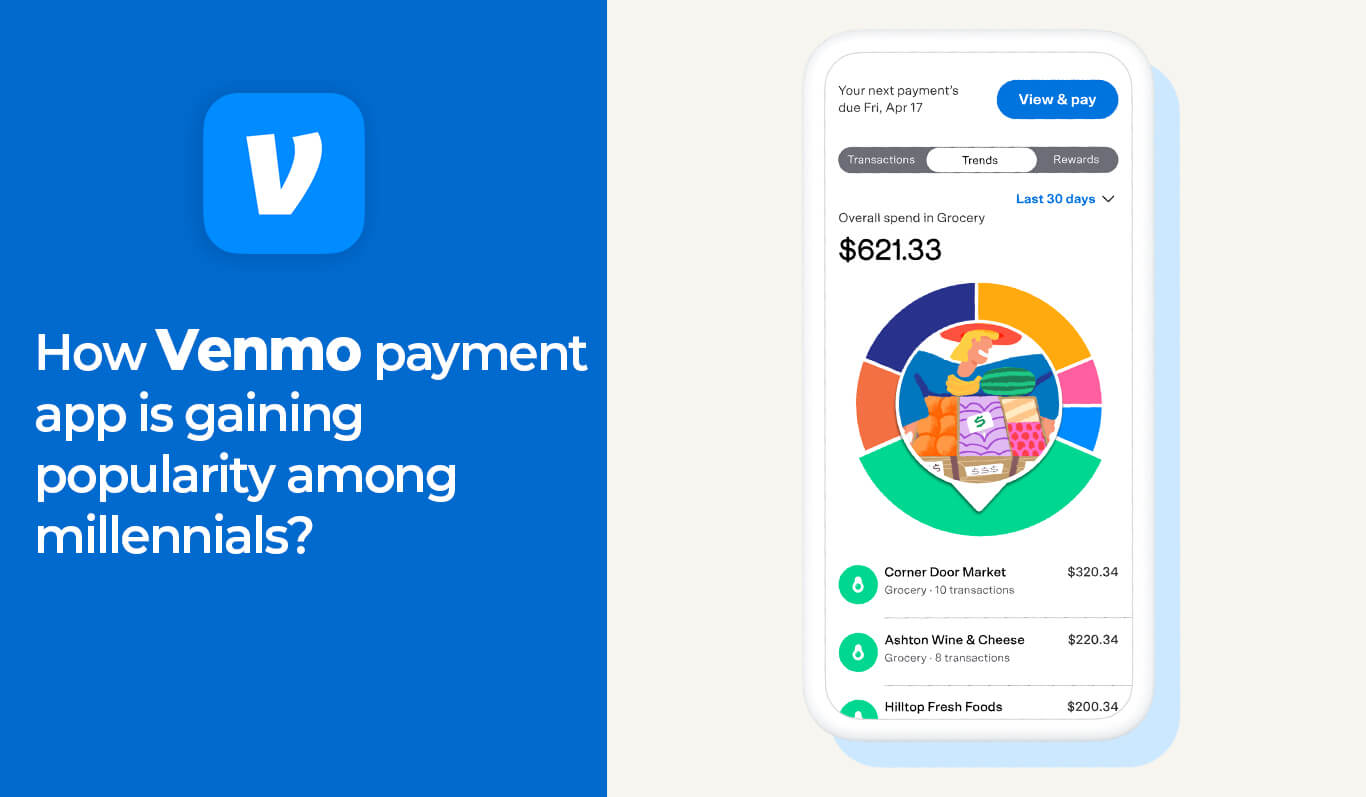 V
How Venmo payment
app is gaining
popularity among
millennials?
Your next payment's
due Fri, Apr 17
View & pay
Transactions Trends Rewards
Last 30 days
Overall spend in Grocery
$621.33
$
$
$$$
Corner Door Market $320.34
Grocery · 10 transactions
Ashton Wine & Cheese $220.34
Grocery · 8 transactions
Hilltop Fresh Foods $200.34